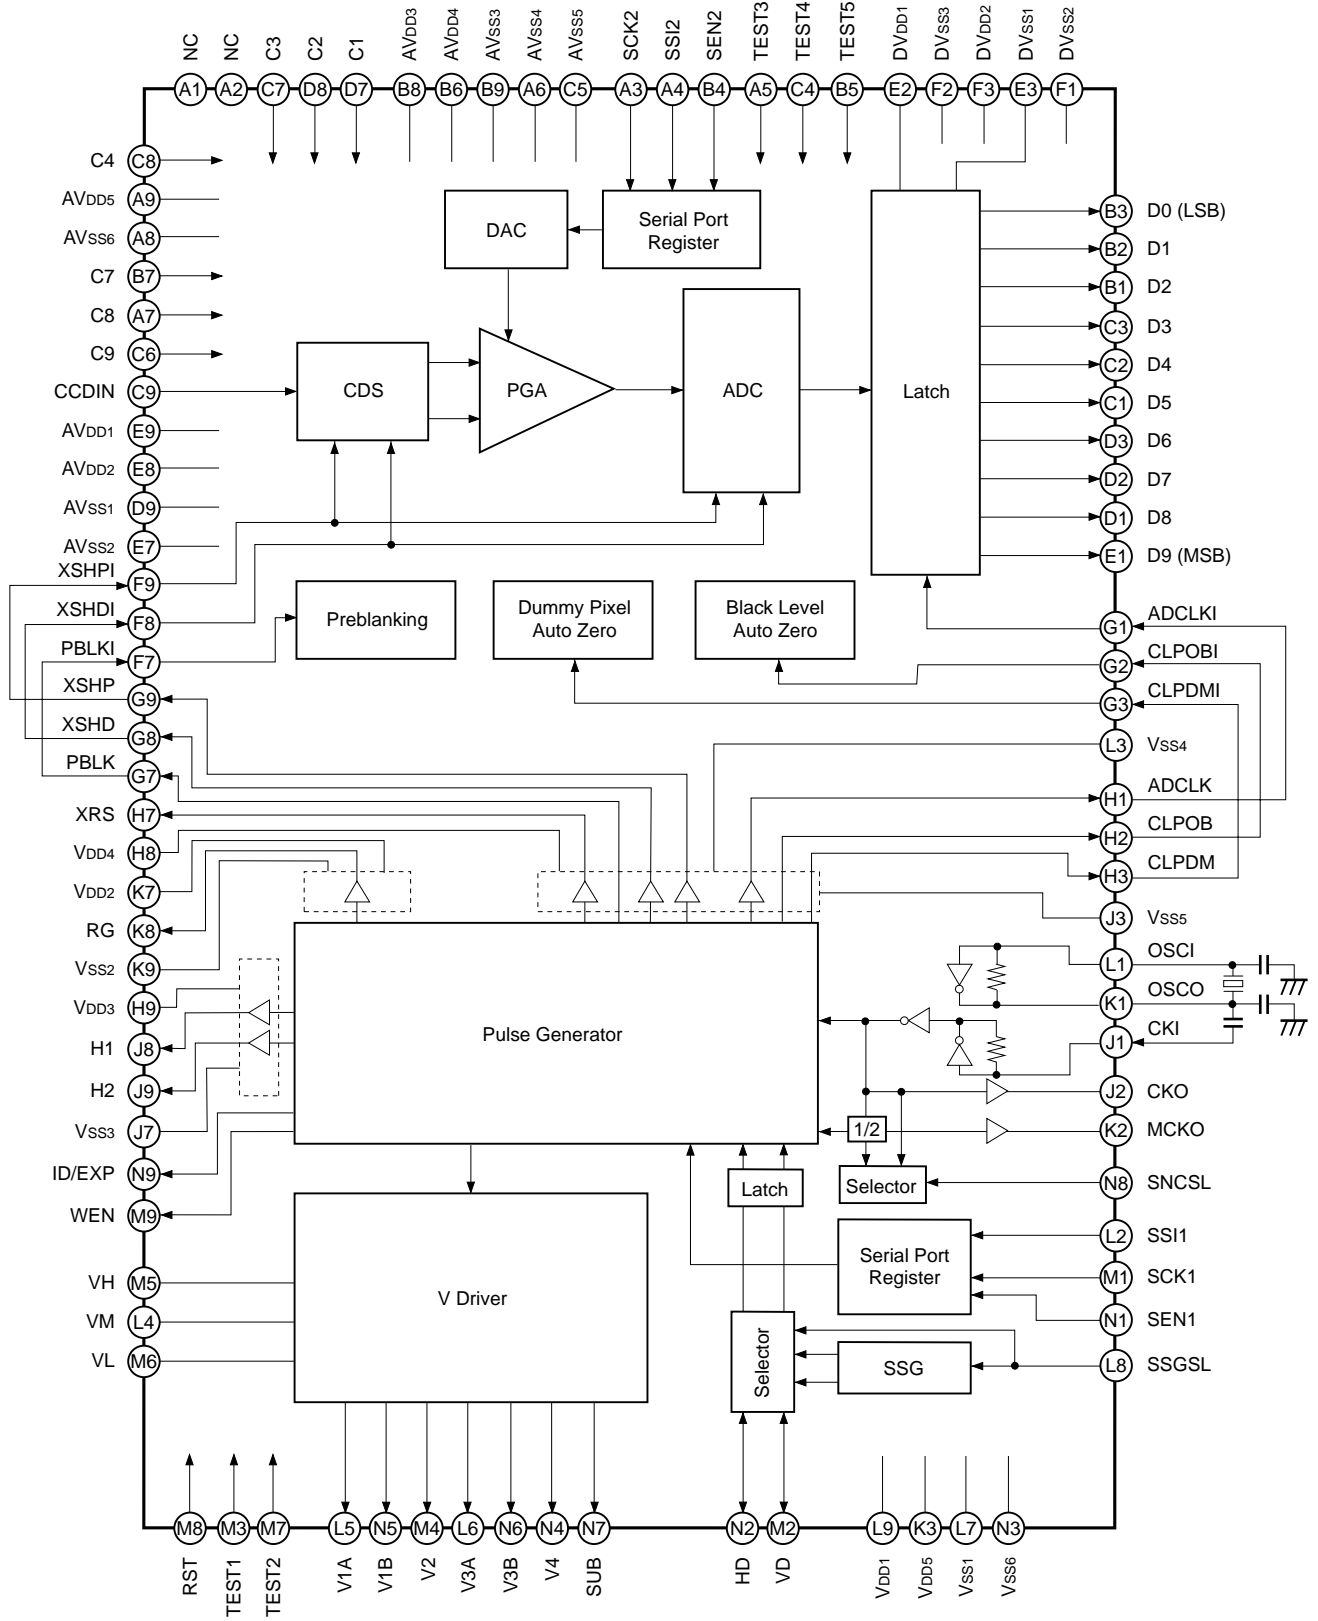 NC
NC
C3
C2
C1
AVDD3
AVDD4
AVSS3
AVSS4
AVSS5
SCK2
SSI2
SEN2
TEST3
TEST4
TEST5
DVDD1
DVSS3
DVDD2
DVSS1
DVSS2
A1
A2
C7
D8
D7
B8
B6
B9
A6
C5
A3
A4
B4
A5
C4
B5
E2
F2
F3
E3
F1
C4
C8
AVDD5
A9
AVSS6
A8
C7
B7
C8
A7
C9
C6
CCDIN
C9
AVDD1
E9
AVDD2
E8
AVSS1
D9
AVSS2
E7
XSHPI
F9
XSHDI
F8
PBLKI
F7
XSHP
G9
XSHD
G8
PBLK
G7
XRS
H7
VDD4
H8
VDD2
K7
RG
K8
VSS2
K9
VDD3
H9
H1
J8
H2
J9
VSS3
J7
ID/EXP
N9
WEN
M9
VH
M5
VM
L4
VL
M6
DAC
Serial Port
Register
CDS
PGA
ADC
Latch
Preblanking
Dummy Pixel
Auto Zero
Black Level
Auto Zero
Pulse Generator
1/2
Latch
Selector
Serial Port
Register
V Driver
Selector
SSG
B3
D0 (LSB)
B2
D1
B1
D2
C3
D3
C2
D4
C1
D5
D3
D6
D2
D7
D1
D8
E1
D9 (MSB)
G1
ADCLKI
G2
CLPOBI
G3
CLPDMI
L3
VSS4
H1
ADCLK
H2
CLPOB
H3
CLPDM
J3
VSS5
L1
OSCI
K1
OSCO
J1
CKI
J2
CKO
K2
MCKO
N8
SNCSL
L2
SSI1
M1
SCK1
N1
SEN1
L8
SSGSL
M8
M3
M7
L5
N5
M4
L6
N6
N4
N7
N2
M2
L9
K3
L7
N3
RST
TEST1
TEST2
V1A
V1B
V2
V3A
V3B
V4
SUB
HD
VD
VDD1
VDD5
VSS1
VSS6